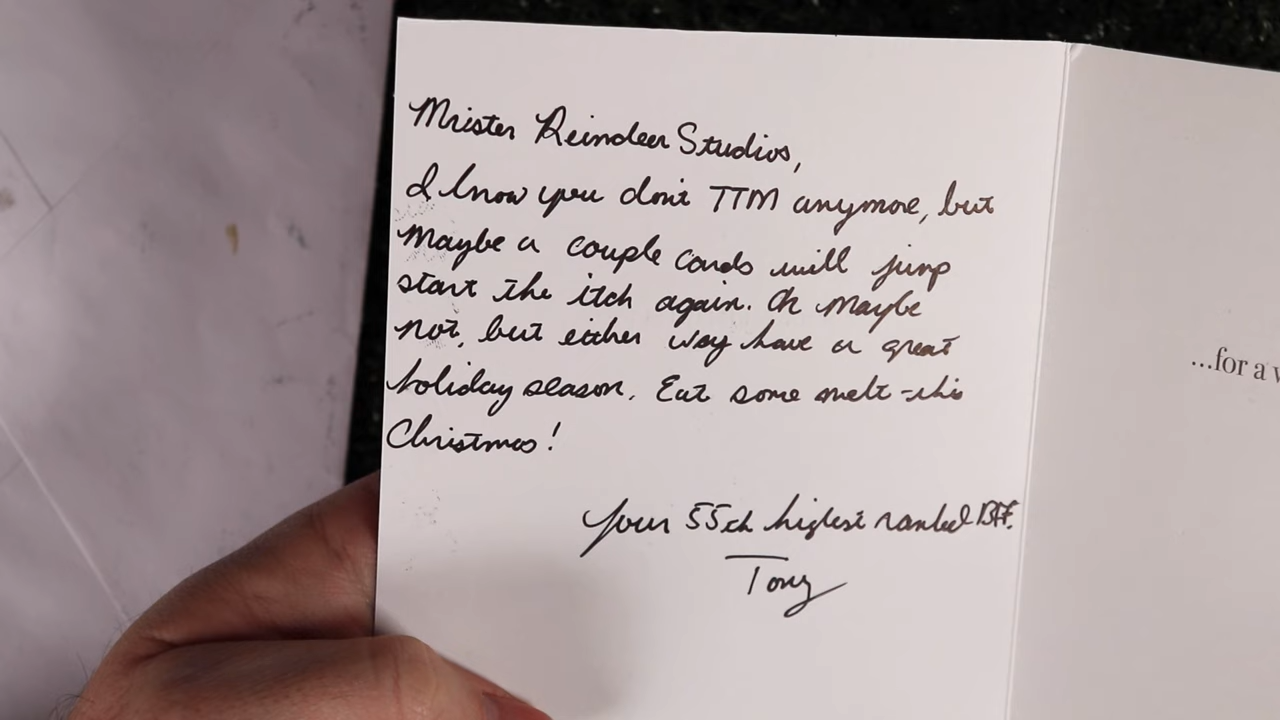 Mrister Reindeer Studios,
I know you don't TTM anymore, but
maybe a couple cards will jump
start the itch again. Or maybe
not, but either way have a great
holiday season. Eat some melt this
Christmas!
Your 55th highest ranked BFF.
Tony
...for a